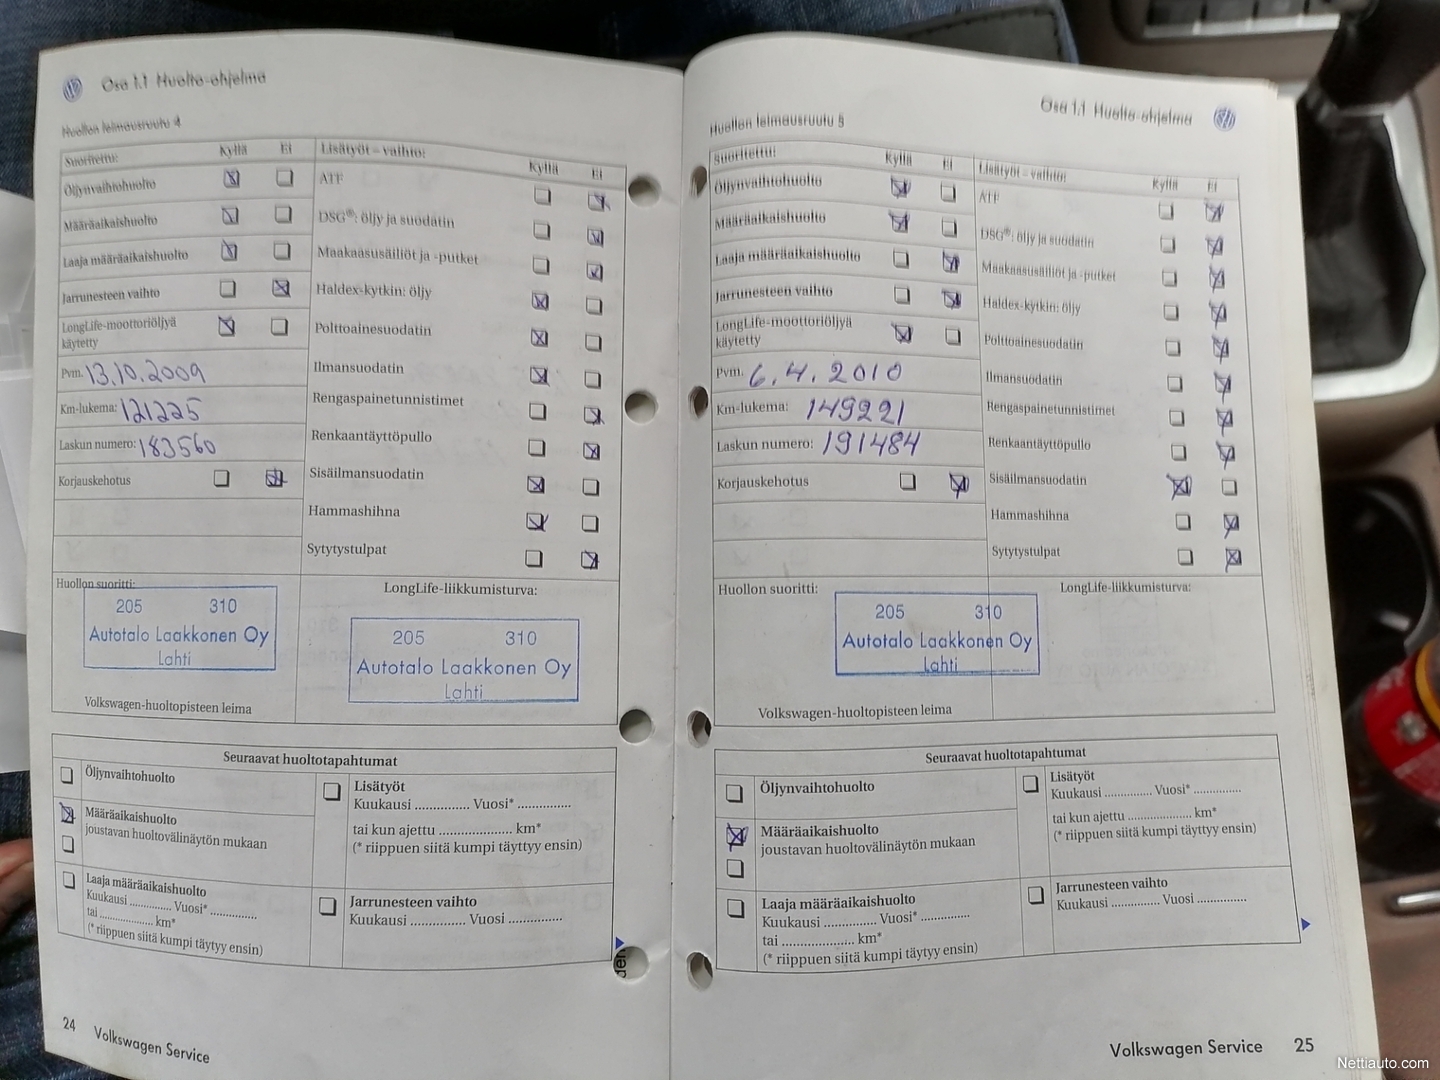 Osa 1.1 Huolto-ohjelma
Huollon leimausruutu 4
Suoritettu: Kyllä Ei
Öljynvaihtohuolto
Määräaikaishuolto
Laaja määräaikaishuolto
Jarrunesteen vaihto
LongLife-moottoriöljyä
käytetty
Pvm. 13.10.2009
Km-lukema: 121225
Laskun numero: 183560
Korjauskehotus
Lisätyöt – vaihto: Kyllä Ei
ATF
DSG®: öljy ja suodatin
Maakaasusäiliöt ja -putket
Haldex-kytkin: öljy
Polttoainesuodatin
Ilmansuodatin
Rengaspainetunnistimet
Renkaantäyttöpullo
Sisäilmansuodatin
Hammashihna
Sytytystulpat
Huollon suoritti:
205 310
Autotalo Laakkonen Oy
Lahti
Volkswagen-huoltopisteen leima
LongLife-liikkumisturva:
205 310
Autotalo Laakkonen Oy
Lahti
Seuraavat huoltotapahtumat
Öljynvaihtohuolto
Määräaikaishuolto
joustavan huoltovälinäytön mukaan
Laaja määräaikaishuolto
Kuukausi .............. Vuosi* ..............
tai .................... km*
(* riippuen siitä kumpi täytyy ensin)
Lisätyöt
Kuukausi .............. Vuosi* ..............
tai kun ajettu .................... km*
(* riippuen siitä kumpi täyttyy ensin)
Jarrunesteen vaihto
Kuukausi .............. Vuosi ..............
24 Volkswagen Service
Osa 1.1 Huolto-ohjelma
Huollon leimausruutu 5
Suoritettu: Kyllä Ei
Öljynvaihtohuolto
Määräaikaishuolto
Laaja määräaikaishuolto
Jarrunesteen vaihto
LongLife-moottoriöljyä
käytetty
Pvm. 6.4.2010
Km-lukema: 149221
Laskun numero: 191484
Korjauskehotus
Lisätyöt – vaihto: Kyllä Ei
ATF
DSG®: öljy ja suodatin
Maakaasusäiliöt ja -putket
Haldex-kytkin: öljy
Polttoainesuodatin
Ilmansuodatin
Rengaspainetunnistimet
Renkaantäyttöpullo
Sisäilmansuodatin
Hammashihna
Sytytystulpat
Huollon suoritti:
205 310
Autotalo Laakkonen Oy
Lahti
Volkswagen-huoltopisteen leima
LongLife-liikkumisturva:
Seuraavat huoltotapahtumat
Öljynvaihtohuolto
Määräaikaishuolto
joustavan huoltovälinäytön mukaan
Laaja määräaikaishuolto
Kuukausi .............. Vuosi* ..............
tai .................... km*
(* riippuen siitä kumpi täytyy ensin)
Lisätyöt
Kuukausi .............. Vuosi* ..............
tai kun ajettu .................... km*
(* riippuen siitä kumpi täyttyy ensin)
Jarrunesteen vaihto
Kuukausi .............. Vuosi ..............
Volkswagen Service 25
Nettiauto.com